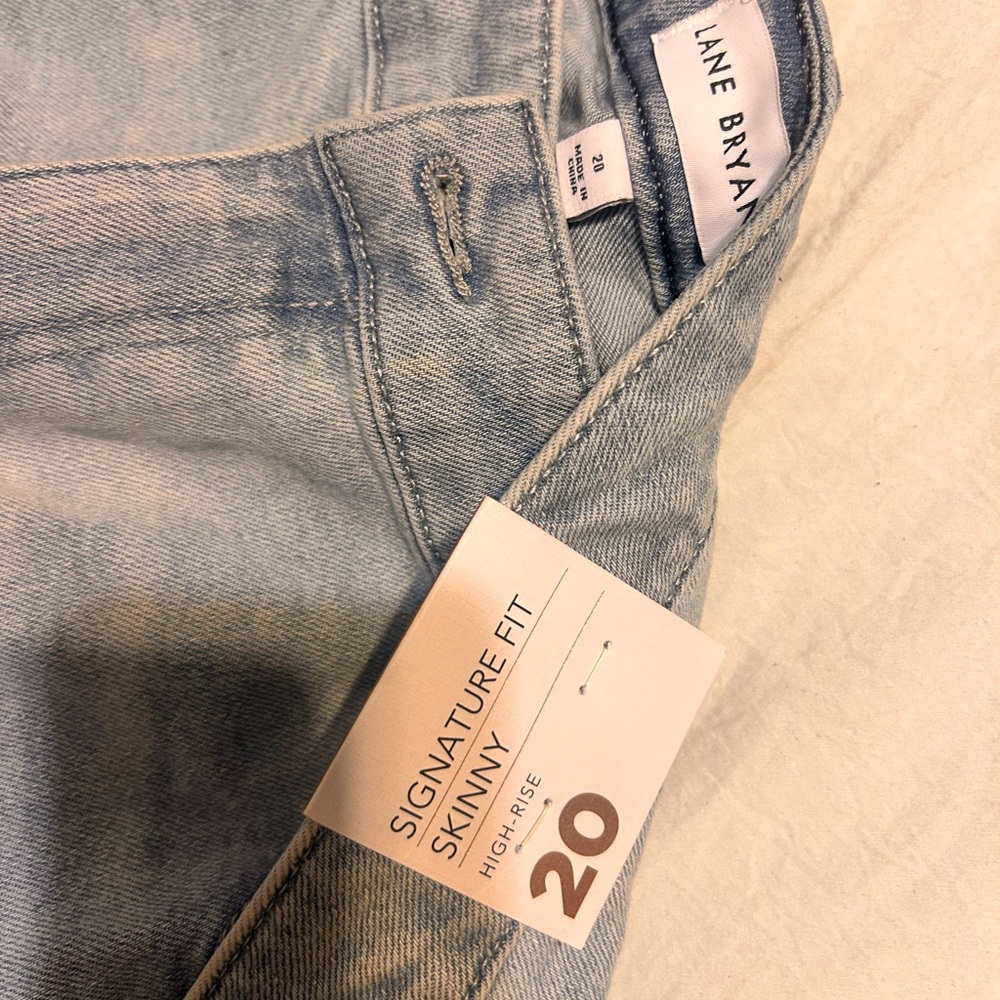 LANE BRYAN
20
MADE IN
CHINA
SIGNATURE FIT
SKINNY
HIGH-RISE
20